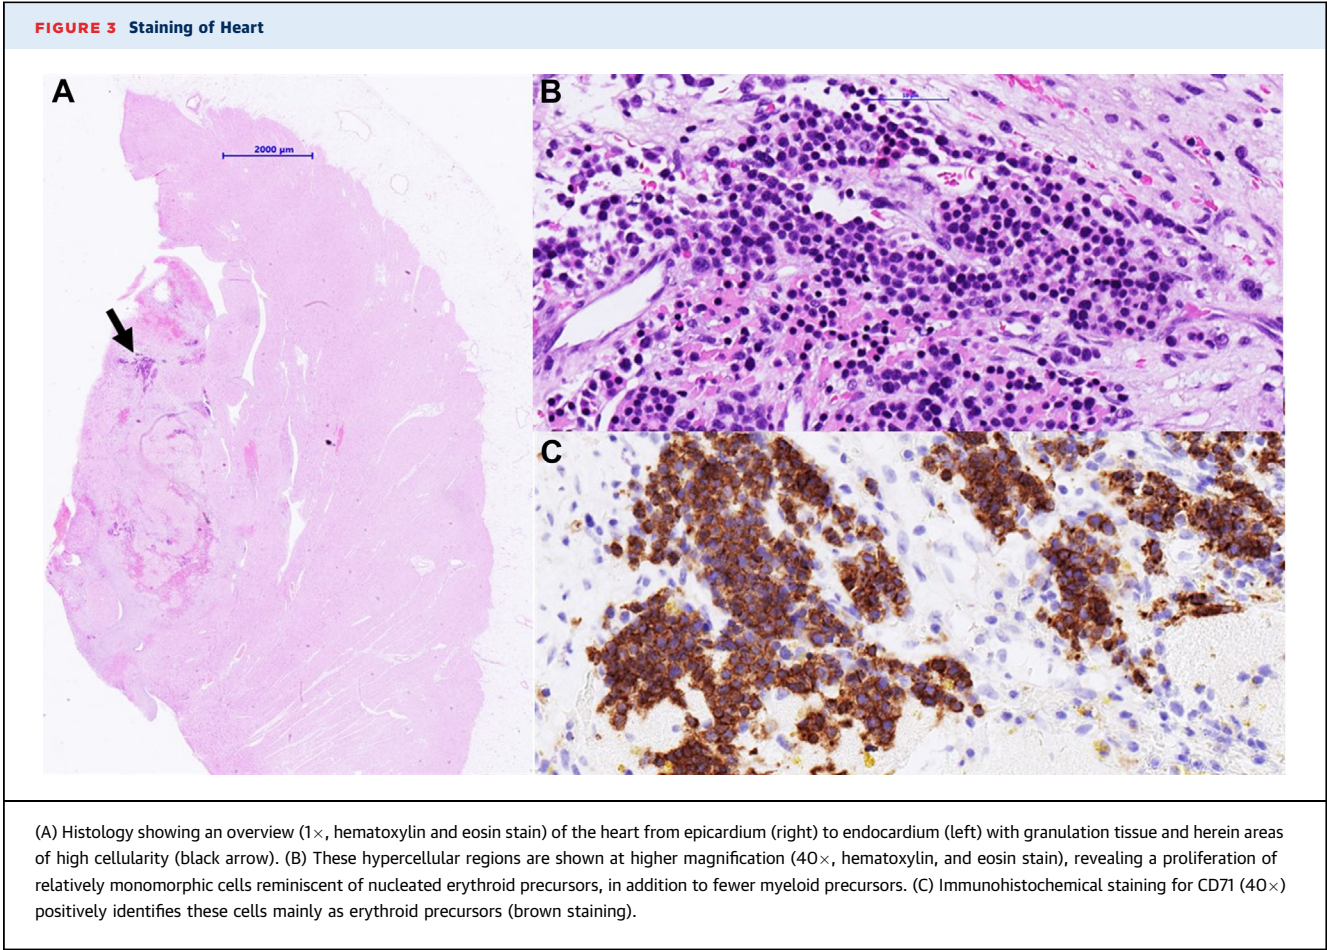 FIGURE 3 Staining of Heart
A
B
2000 µm
C
(A) Histology showing an overview (1×, hematoxylin and eosin stain) of the heart from epicardium (right) to endocardium (left) with granulation tissue and herein areas
of high cellularity (black arrow). (B) These hypercellular regions are shown at higher magnification (40×, hematoxylin, and eosin stain), revealing a proliferation of
relatively monomorphic cells reminiscent of nucleated erythroid precursors, in addition to fewer myeloid precursors. (C) Immunohistochemical staining for CD71 (40×)
positively identifies these cells mainly as erythroid precursors (brown staining).